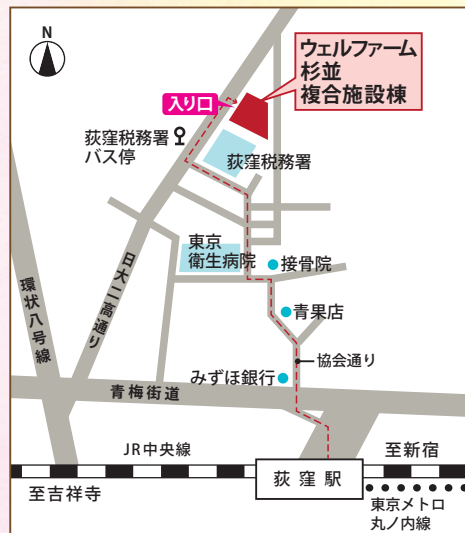 N
ウェルファーム
杉並
複合施設棟
入り口
荻窪税務署
バス停
荻窪税務署
東京
衛生病院
接骨院
青果店
日大二高通り
環状八号線
協会通り
みずほ銀行
青梅街道
JR中央線
至新宿
荻窪駅
至吉祥寺
東京メトロ
丸ノ内線